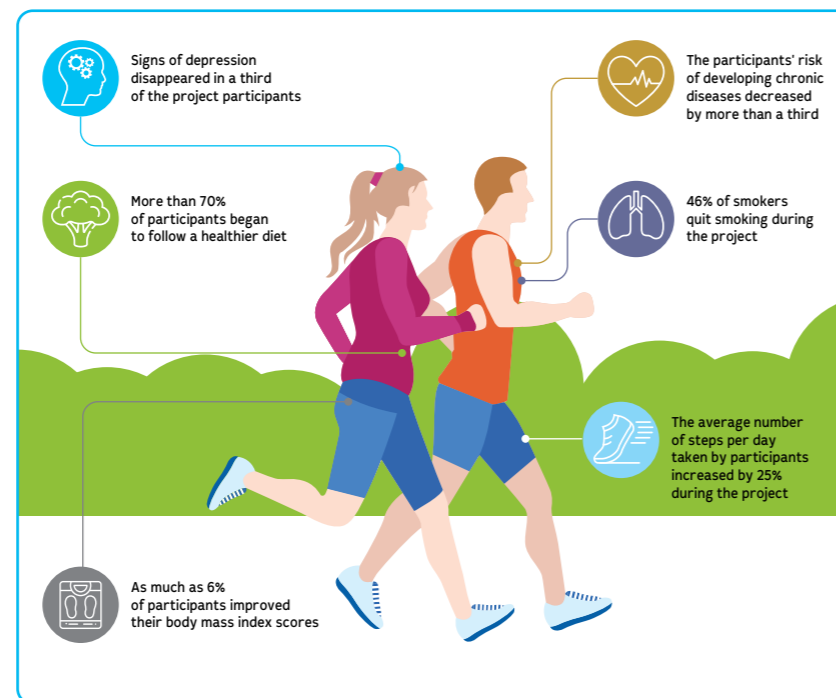 Signs of depression
disappeared in a third
of the project participants
The participants' risk
of developing chronic
diseases decreased
by more than a third
More than 70%
of participants began
to follow a healthier diet
46% of smokers
quit smoking during
the project
The average number
of steps per day
taken by participants
increased by 25%
during the project
As much as 6%
of participants improved
their body mass index scores